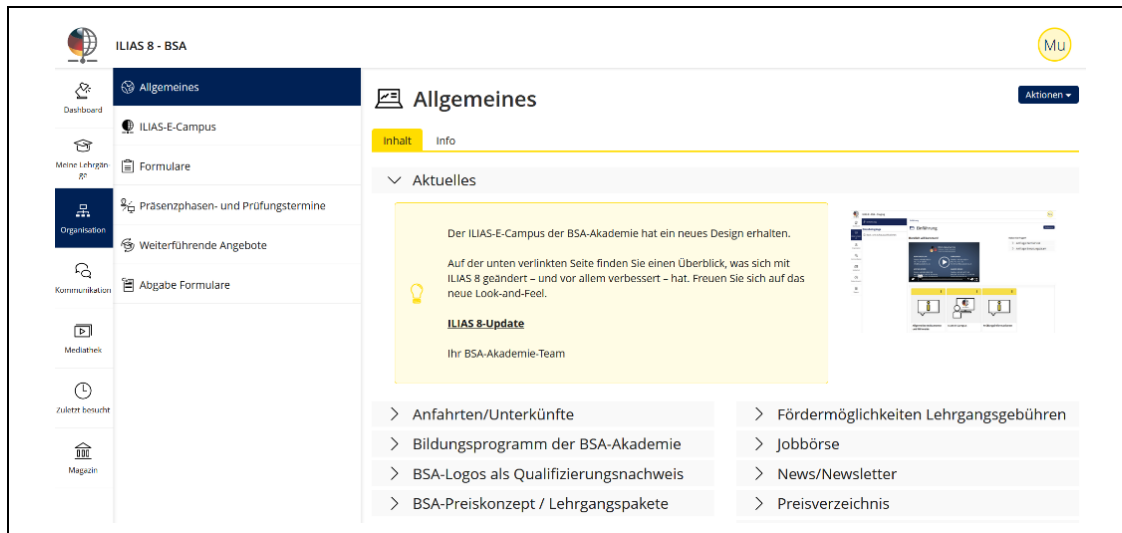 ILIAS 8 - BSA
Mu
Dashboard
Meine Lehrgän
ge
Organisation
Kommunikation
Mediathek
Zuletzt besucht
Magazin
Allgemeines
ILIAS-E-Campus
Formulare
Präsenzphasen- und Prüfungstermine
Weiterführende Angebote
Abgabe Formulare
Allgemeines
Aktionen
Inhalt Info
Aktuelles
Der ILIAS-E-Campus der BSA-Akademie hat ein neues Design erhalten.
Auf der unten verlinkten Seite finden Sie einen Überblick, was sich mit
ILIAS 8 geändert – und vor allem verbessert – hat. Freuen Sie sich auf das
neue Look-and-Feel.
ILIAS 8-Update
Ihr BSA-Akademie-Team
Einführung
Anfahrten/Unterkünfte
Bildungsprogramm der BSA-Akademie
BSA-Logos als Qualifizierungsnachweis
BSA-Preiskonzept / Lehrgangspakete
Fördermöglichkeiten Lehrgangsgebühren
Jobbörse
News/Newsletter
Preisverzeichnis